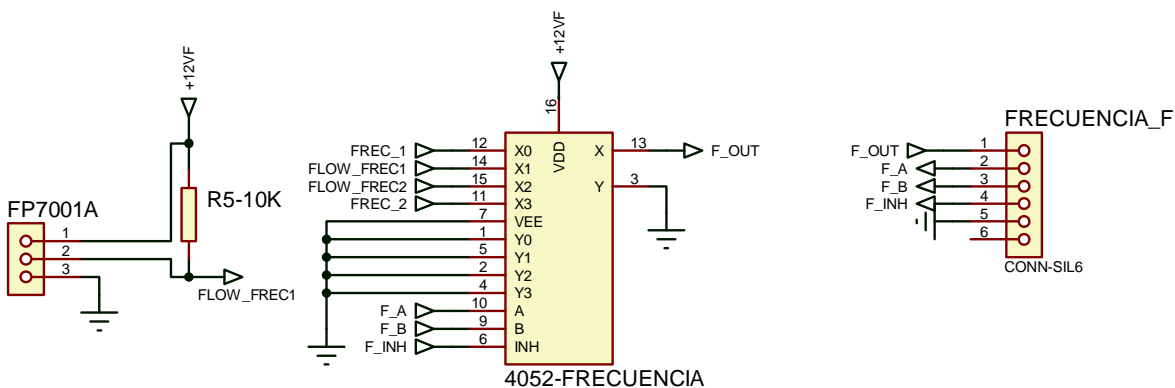 +12VF
R5-10K
FP7001A
1
2
3
FLOW_FREC1
+12VF
16
VDD
FREC_1 12 X0 X 13 F_OUT
FLOW_FREC1 14 X1
FLOW_FREC2 15 X2 Y 3
FREC_2 11 X3
7 VEE
1 Y0
5 Y1
2 Y2
4 Y3
F_A 10 A
F_B 9 B
F_INH 6 INH
4052-FRECUENCIA
FRECUENCIA_F
F_OUT 1
F_A 2
F_B 3
F_INH 4
5
6
CONN-SIL6